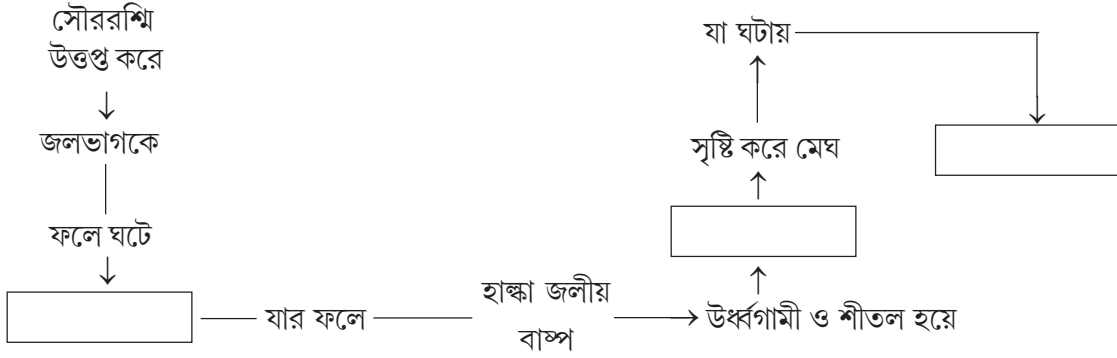 সৌররশ্মি
উত্তপ্ত করে
জলভাগকে
ফলে ঘটে
যার ফলে
হাল্কা জলীয়
বাষ্প
উর্ধ্বগামী ও শীতল হয়ে
সৃষ্টি করে মেঘ
যা ঘটায়